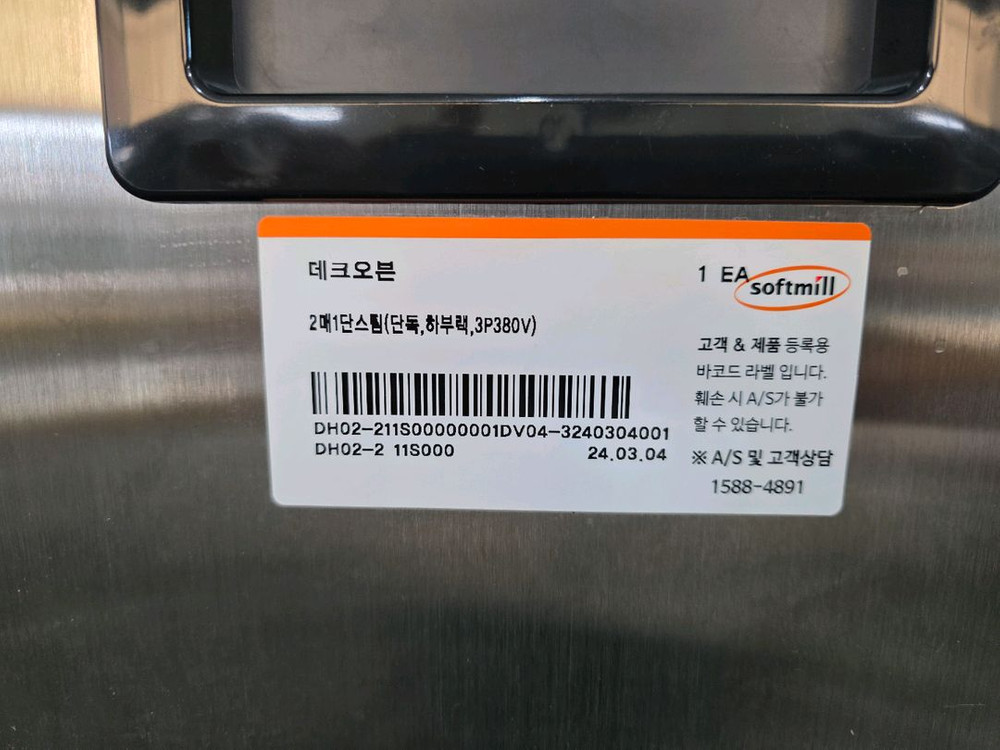 데크오븐
1 EA
softmill
2매1단스팀(단독,하부랙,3P380V)
DH02-211S00000001DV04-3240304001
DH02-2 11S000
24.03.04
고객 & 제품 등록용
바코드 라벨 입니다.
훼손 시 A/S가 불가
할 수 있습니다.
※ A/S 및 고객상담
1588-4891